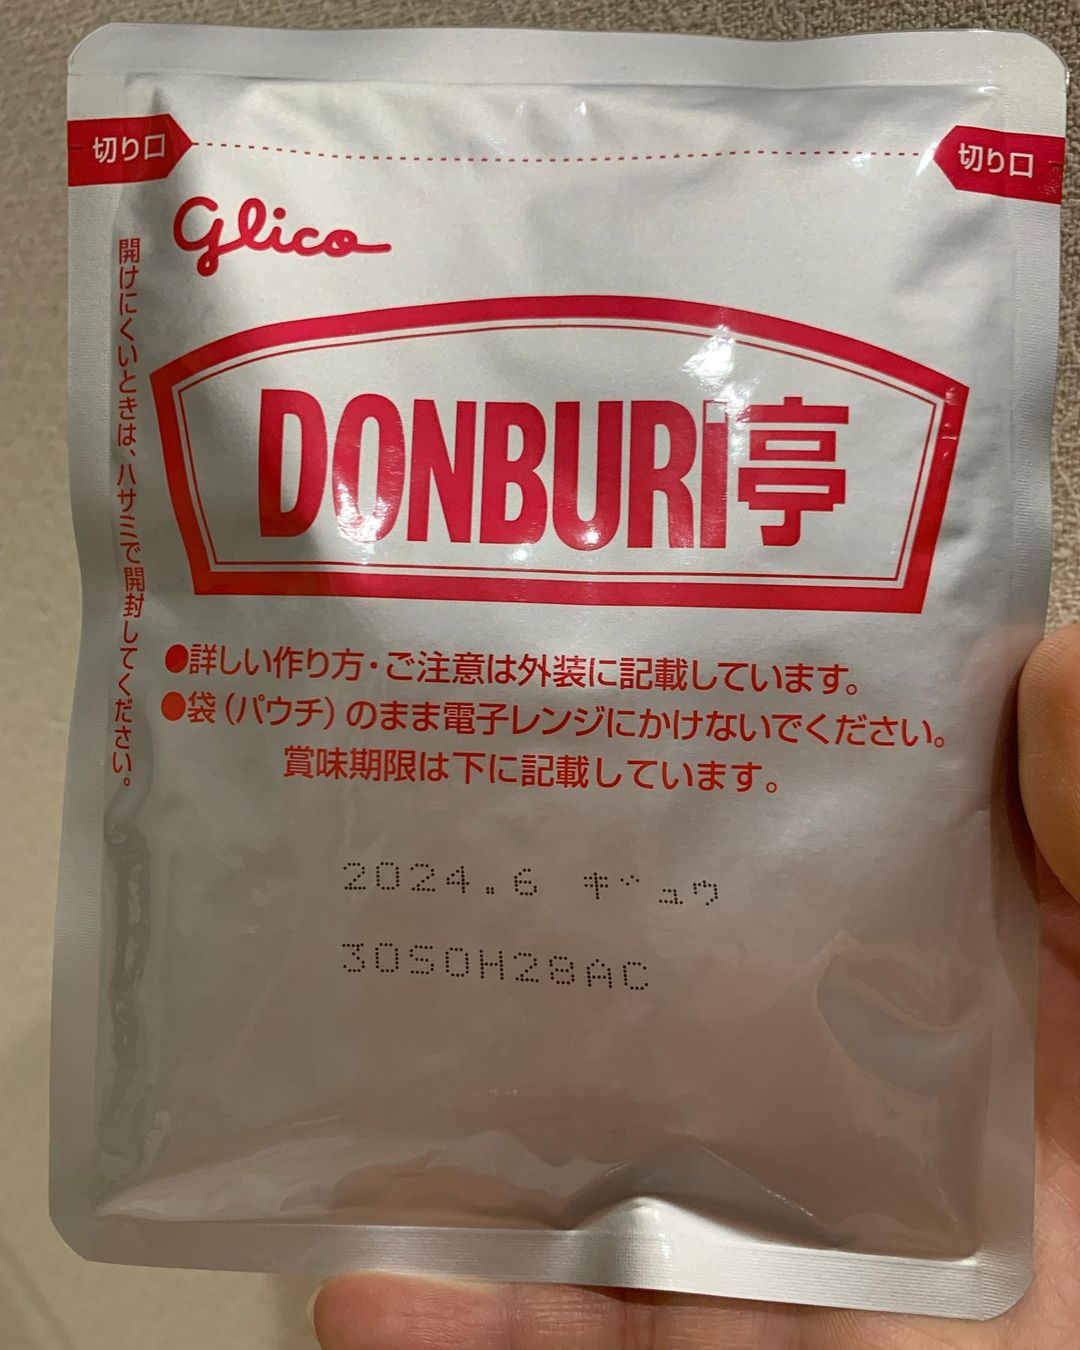 切り口
切り口
Glico
DONBURI亭
開けにくいときは、ハサミで開封してください。
●詳しい作り方・ご注意は外装に記載しています。
●袋(パウチ)のまま電子レンジにかけないでください。
賞味期限は下に記載しています。
2024.6 ギュウ
30S0H28AC